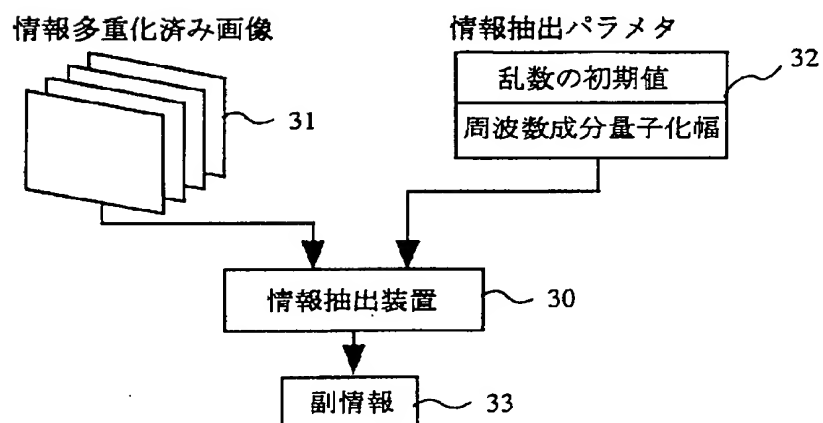 情報多重化済み画像
情報抽出パラメタ
乱数の初期値
32
周波数成分量子化幅
31
情報抽出装置
30
副情報
33